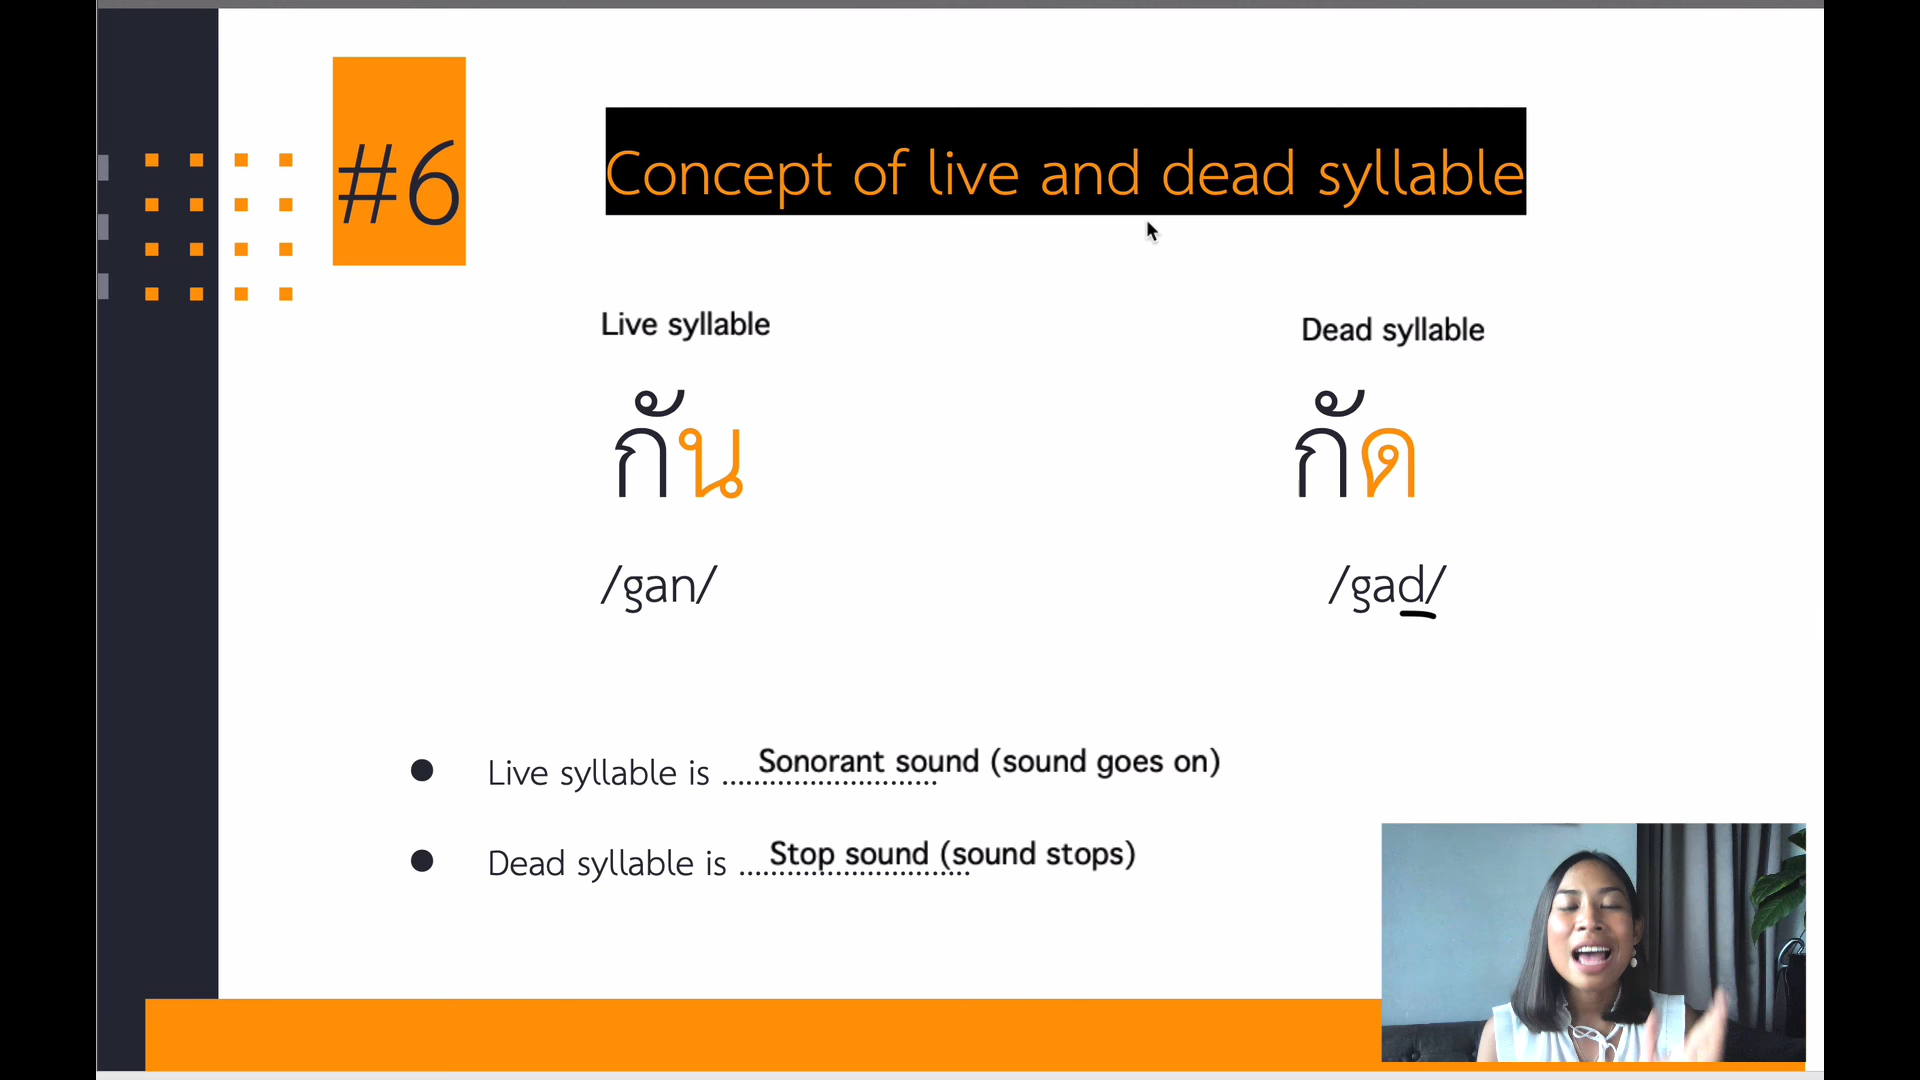 #6
Concept of live and dead syllable
Live syllable
Dead syllable
กัน
กัด
/gan/
/gad/
● Live syllable is ........................... Sonorant sound (sound goes on)
● Dead syllable is ............................. Stop sound (sound stops)